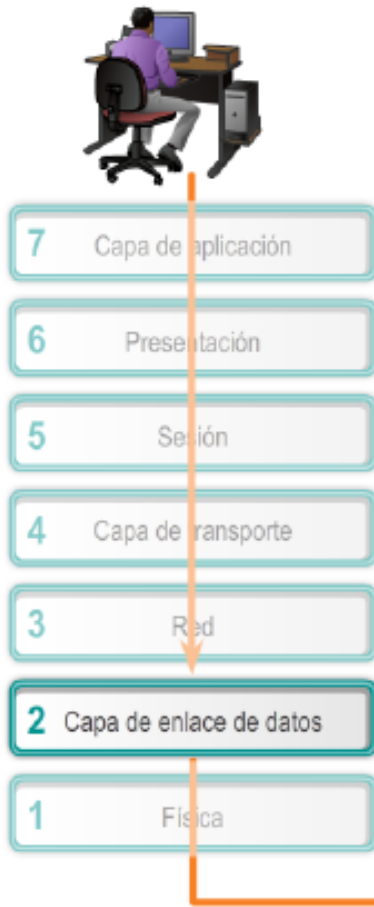 7 Capa de aplicación
6 Presentación
5 Sesión
4 Capa de transporte
3 Red
2 Capa de enlace de datos
1 Física